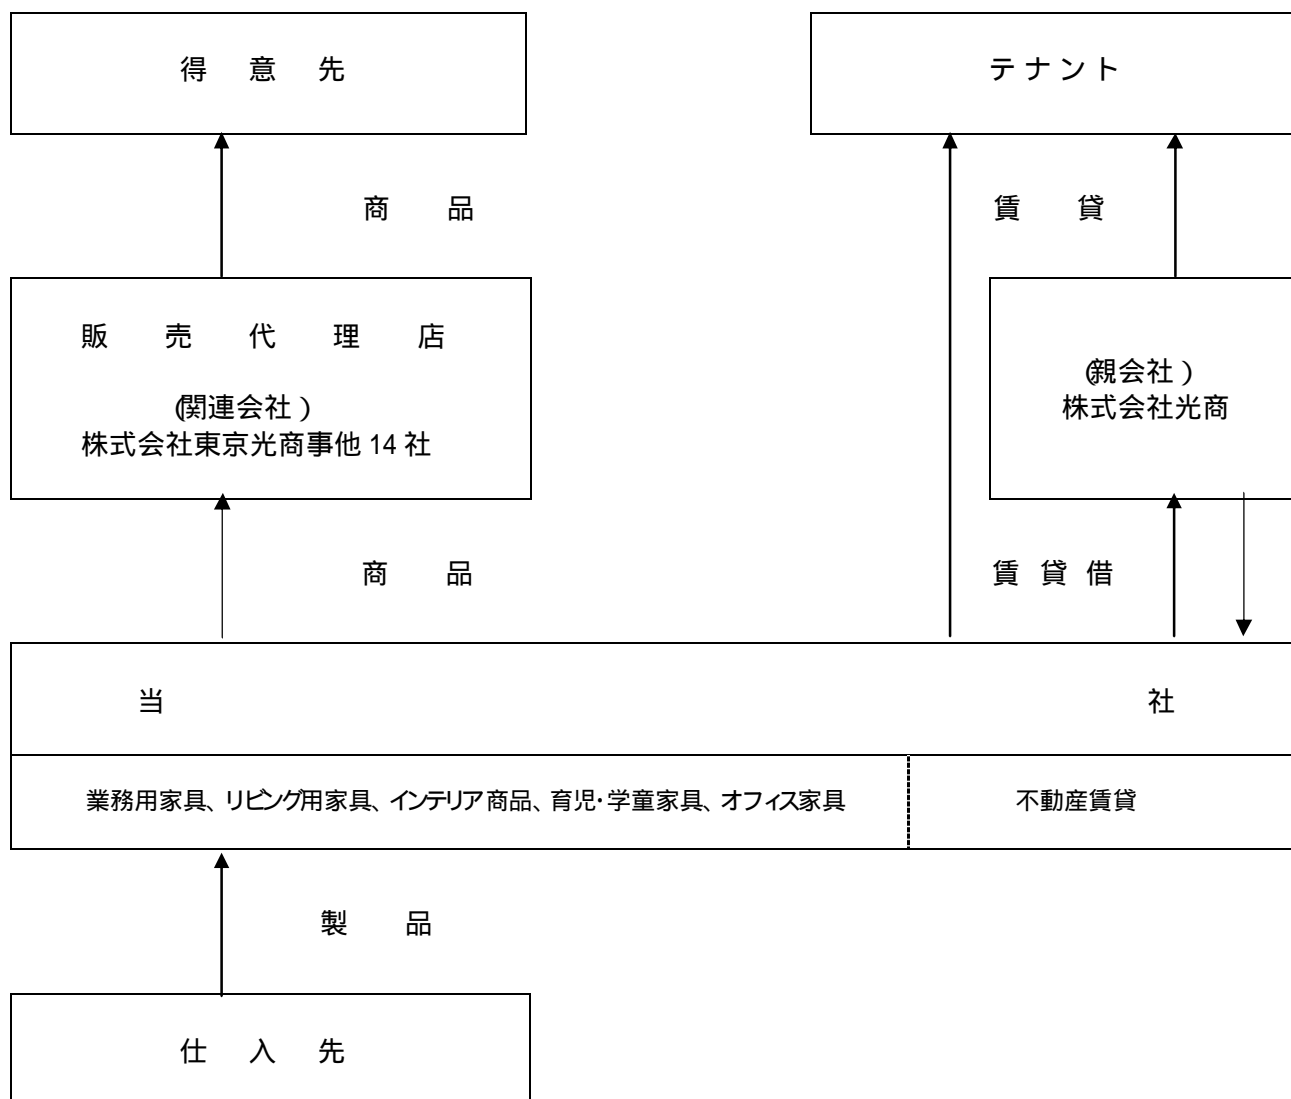 得 意 先
テナント
商 品
賃 貸
販 売 代 理 店
(関連会社)
株式会社東京光商事他 14 社
(親会社)
株式会社光商
商 品
賃 貸 借
当 社
業務用家具、リビング用家具、インテリア商品、育児・学童家具、オフィス家具
不動産賃貸
製 品
仕 入 先